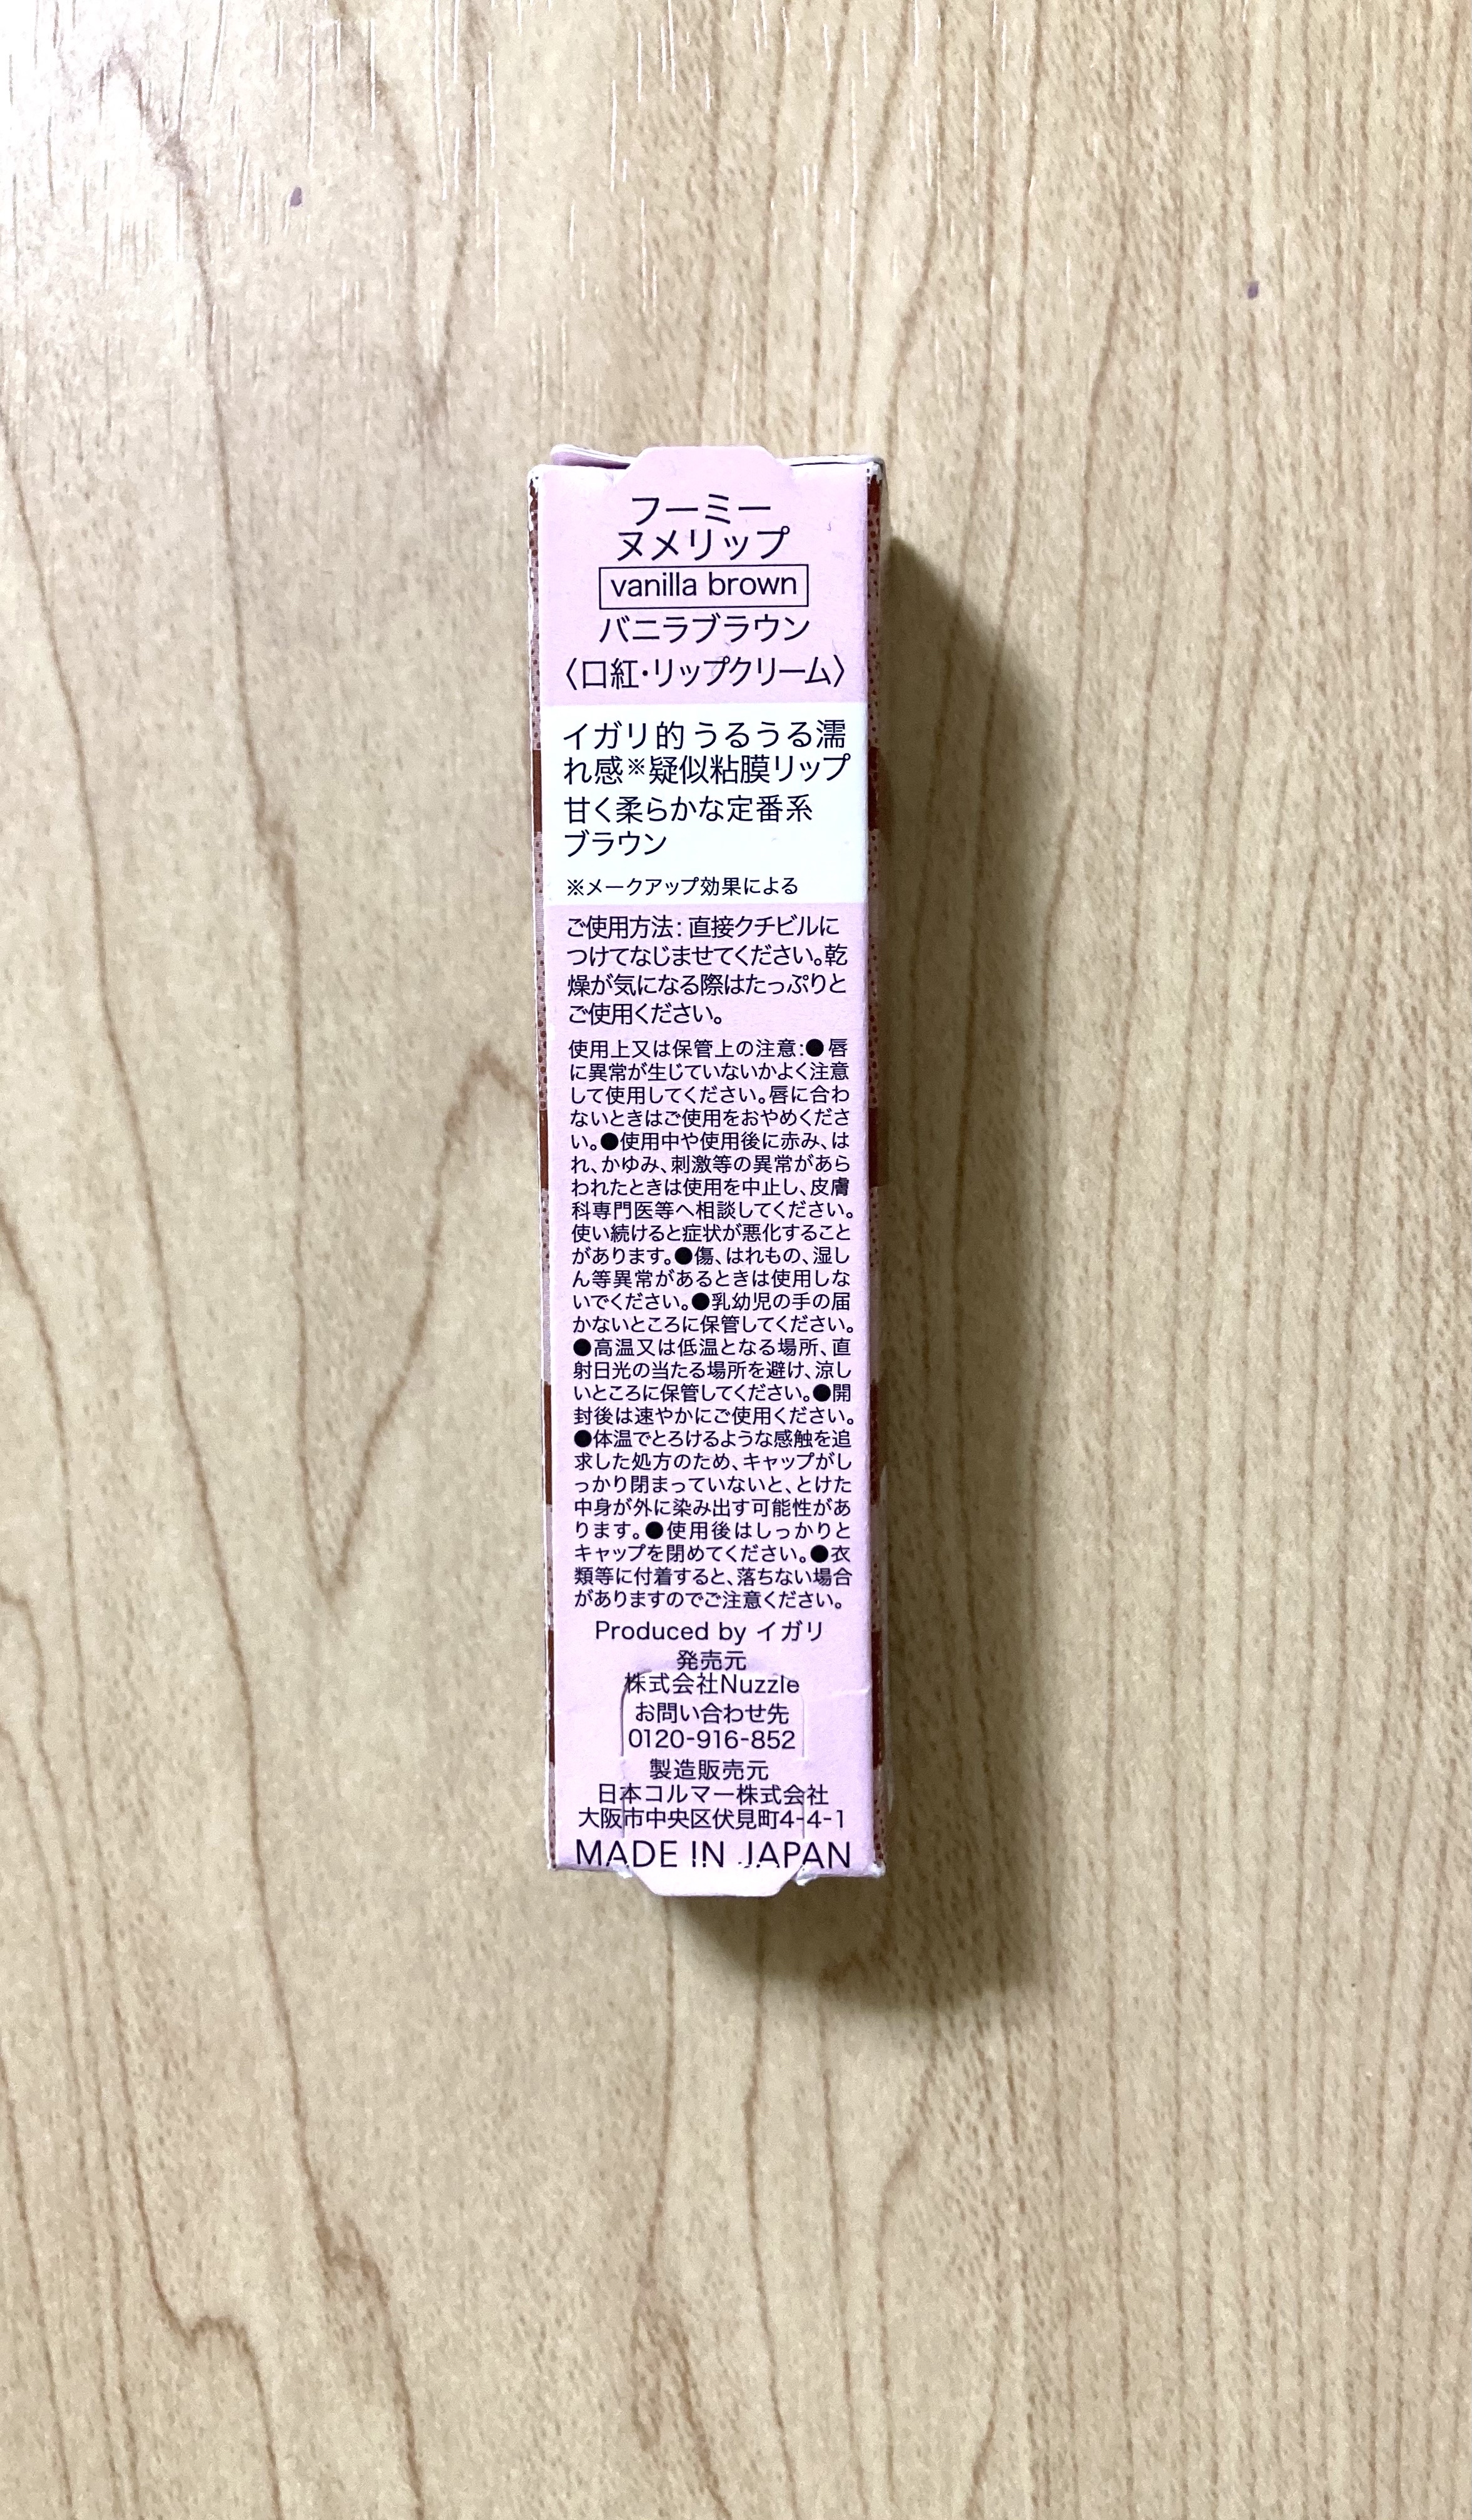 フーミー
ヌメリップ
vanilla brown
バニラブラウン
〈口紅・リップクリーム〉
イガリ的 うるうる濡
れ感※疑似粘膜リップ
甘く柔らかな定番系
ブラウン
※メークアップ効果による
ご使用方法：直接クチビルに
つけてなじませてください。乾
燥が気になる際はたっぷりと
ご使用ください。
使用上又は保管上の注意：●唇
に異常が生じていないかよく注意
して使用してください。唇に合わ
ないときはご使用をおやめくださ
い。●使用中や使用後に赤み、は
れ、かゆみ、刺激等の異常があら
われたときは使用を中止し、皮膚
科専門医等へ相談してください。
使い続けると症状が悪化すること
があります。●傷、はれもの、湿し
ん等異常があるときは使用しな
いでください。●乳幼児の手の届
かないところに保管してください。
●高温又は低温となる場所、直
射日光の当たる場所を避け、涼し
いところに保管してください。●開
封後は速やかにご使用ください。
●体温でとろけるような感触を追
求した処方のため、キャップがし
っかり閉まっていないと、とけた
中身が外に染み出す可能性があ
ります。●使用後はしっかりと
キャップを閉めてください。●衣
類等に付着すると、落ちない場合
がありますのでご注意ください。
Produced by イガリ
発売元
株式会社Nuzzle
お問い合わせ先
0120-916-852
製造販売元
日本コルマー株式会社
大阪市中央区伏見町4-4-1
MADE IN JAPAN